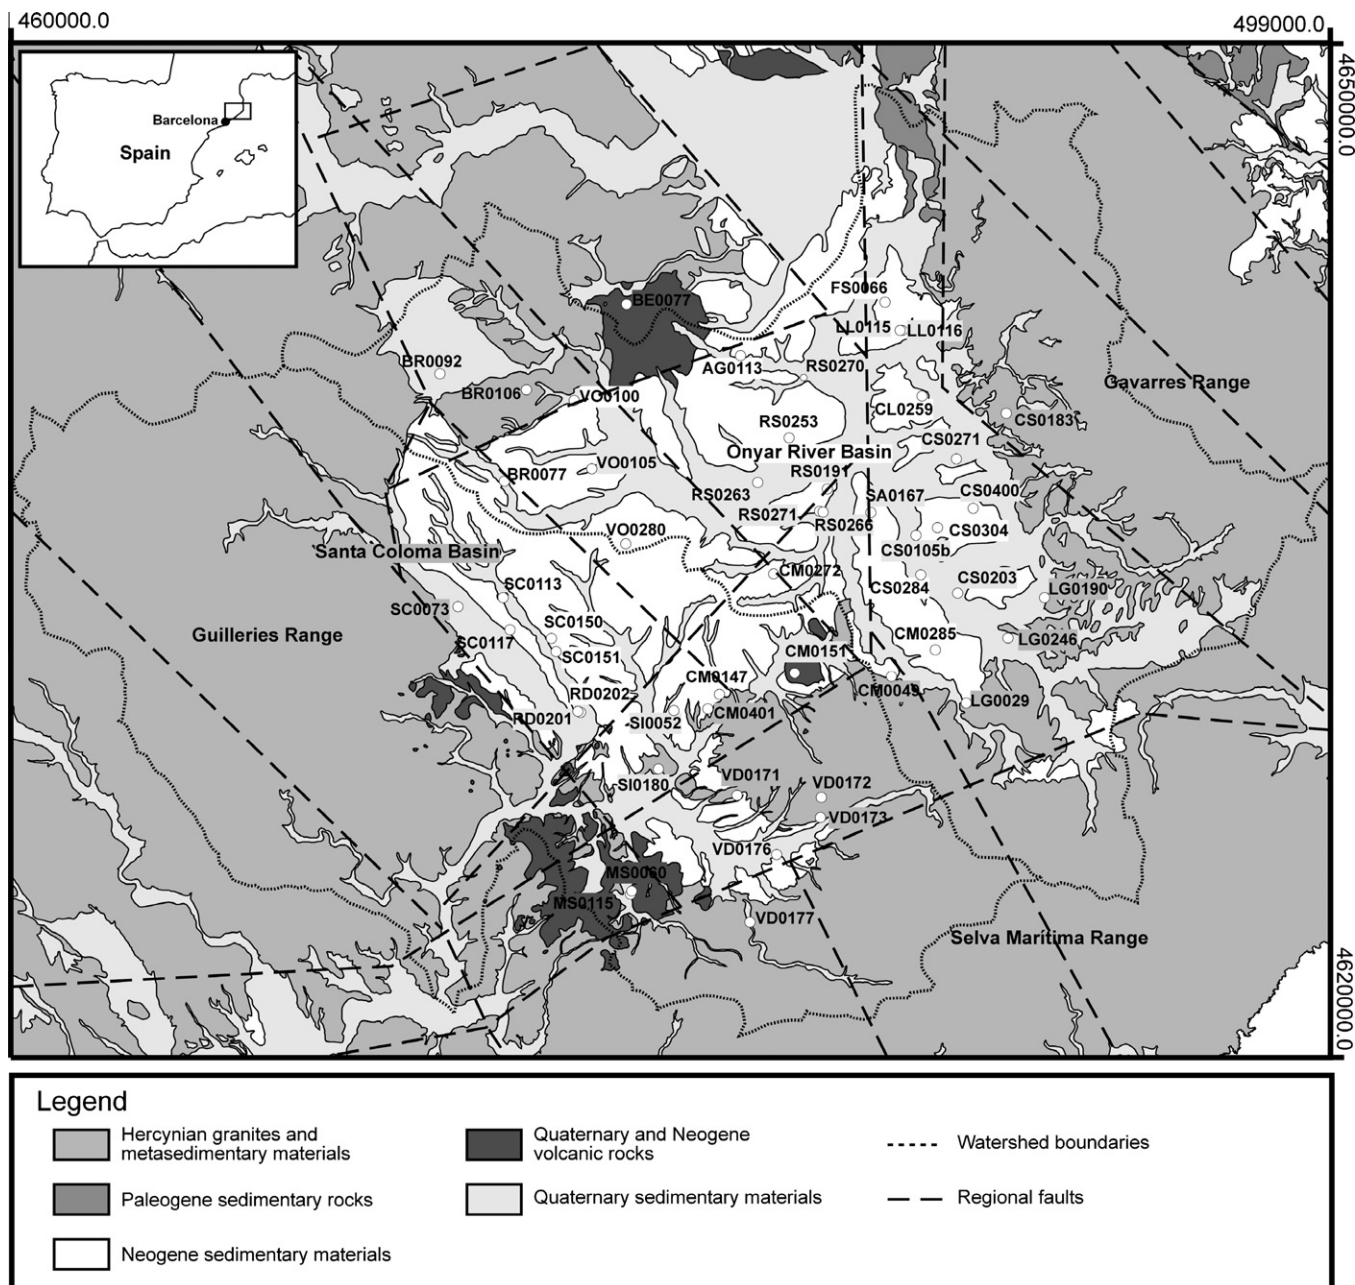 460000.0
499000.0
4650000.0
Barcelona
Spain
BE0077
FS0066
LL0115
LL0116
BR0092
AG0113
RS0270
Gavarres Range
BR0106
VO0100
CL0259
CS0183
RS0253
CS0271
Onyar River Basin
BR0077
VO0105
RS0191
RS0263
SA0167
CS0400
RS0271
RS0266
VO0280
CS0304
Santa Coloma Basin
CS0105b
CM0272
SC0113
CS0284
CS0203
LG0190
SC0073
SC0150
Guilleries Range
SC0117
CM0285
LG0246
SC0151
CM0151
CM0147
CM0049
RD0202
LG0029
RD0201
SI0052
CM0401
SI0180
VD0171
VD0172
VD0173
VD0176
MS0060
MS0115
VD0177
Selva Marítima Range
4620000.0
Legend
Hercynian granites and
metasedimentary materials
Quaternary and Neogene
volcanic rocks
Watershed boundaries
Paleogene sedimentary rocks
Quaternary sedimentary materials
Regional faults
Neogene sedimentary materials